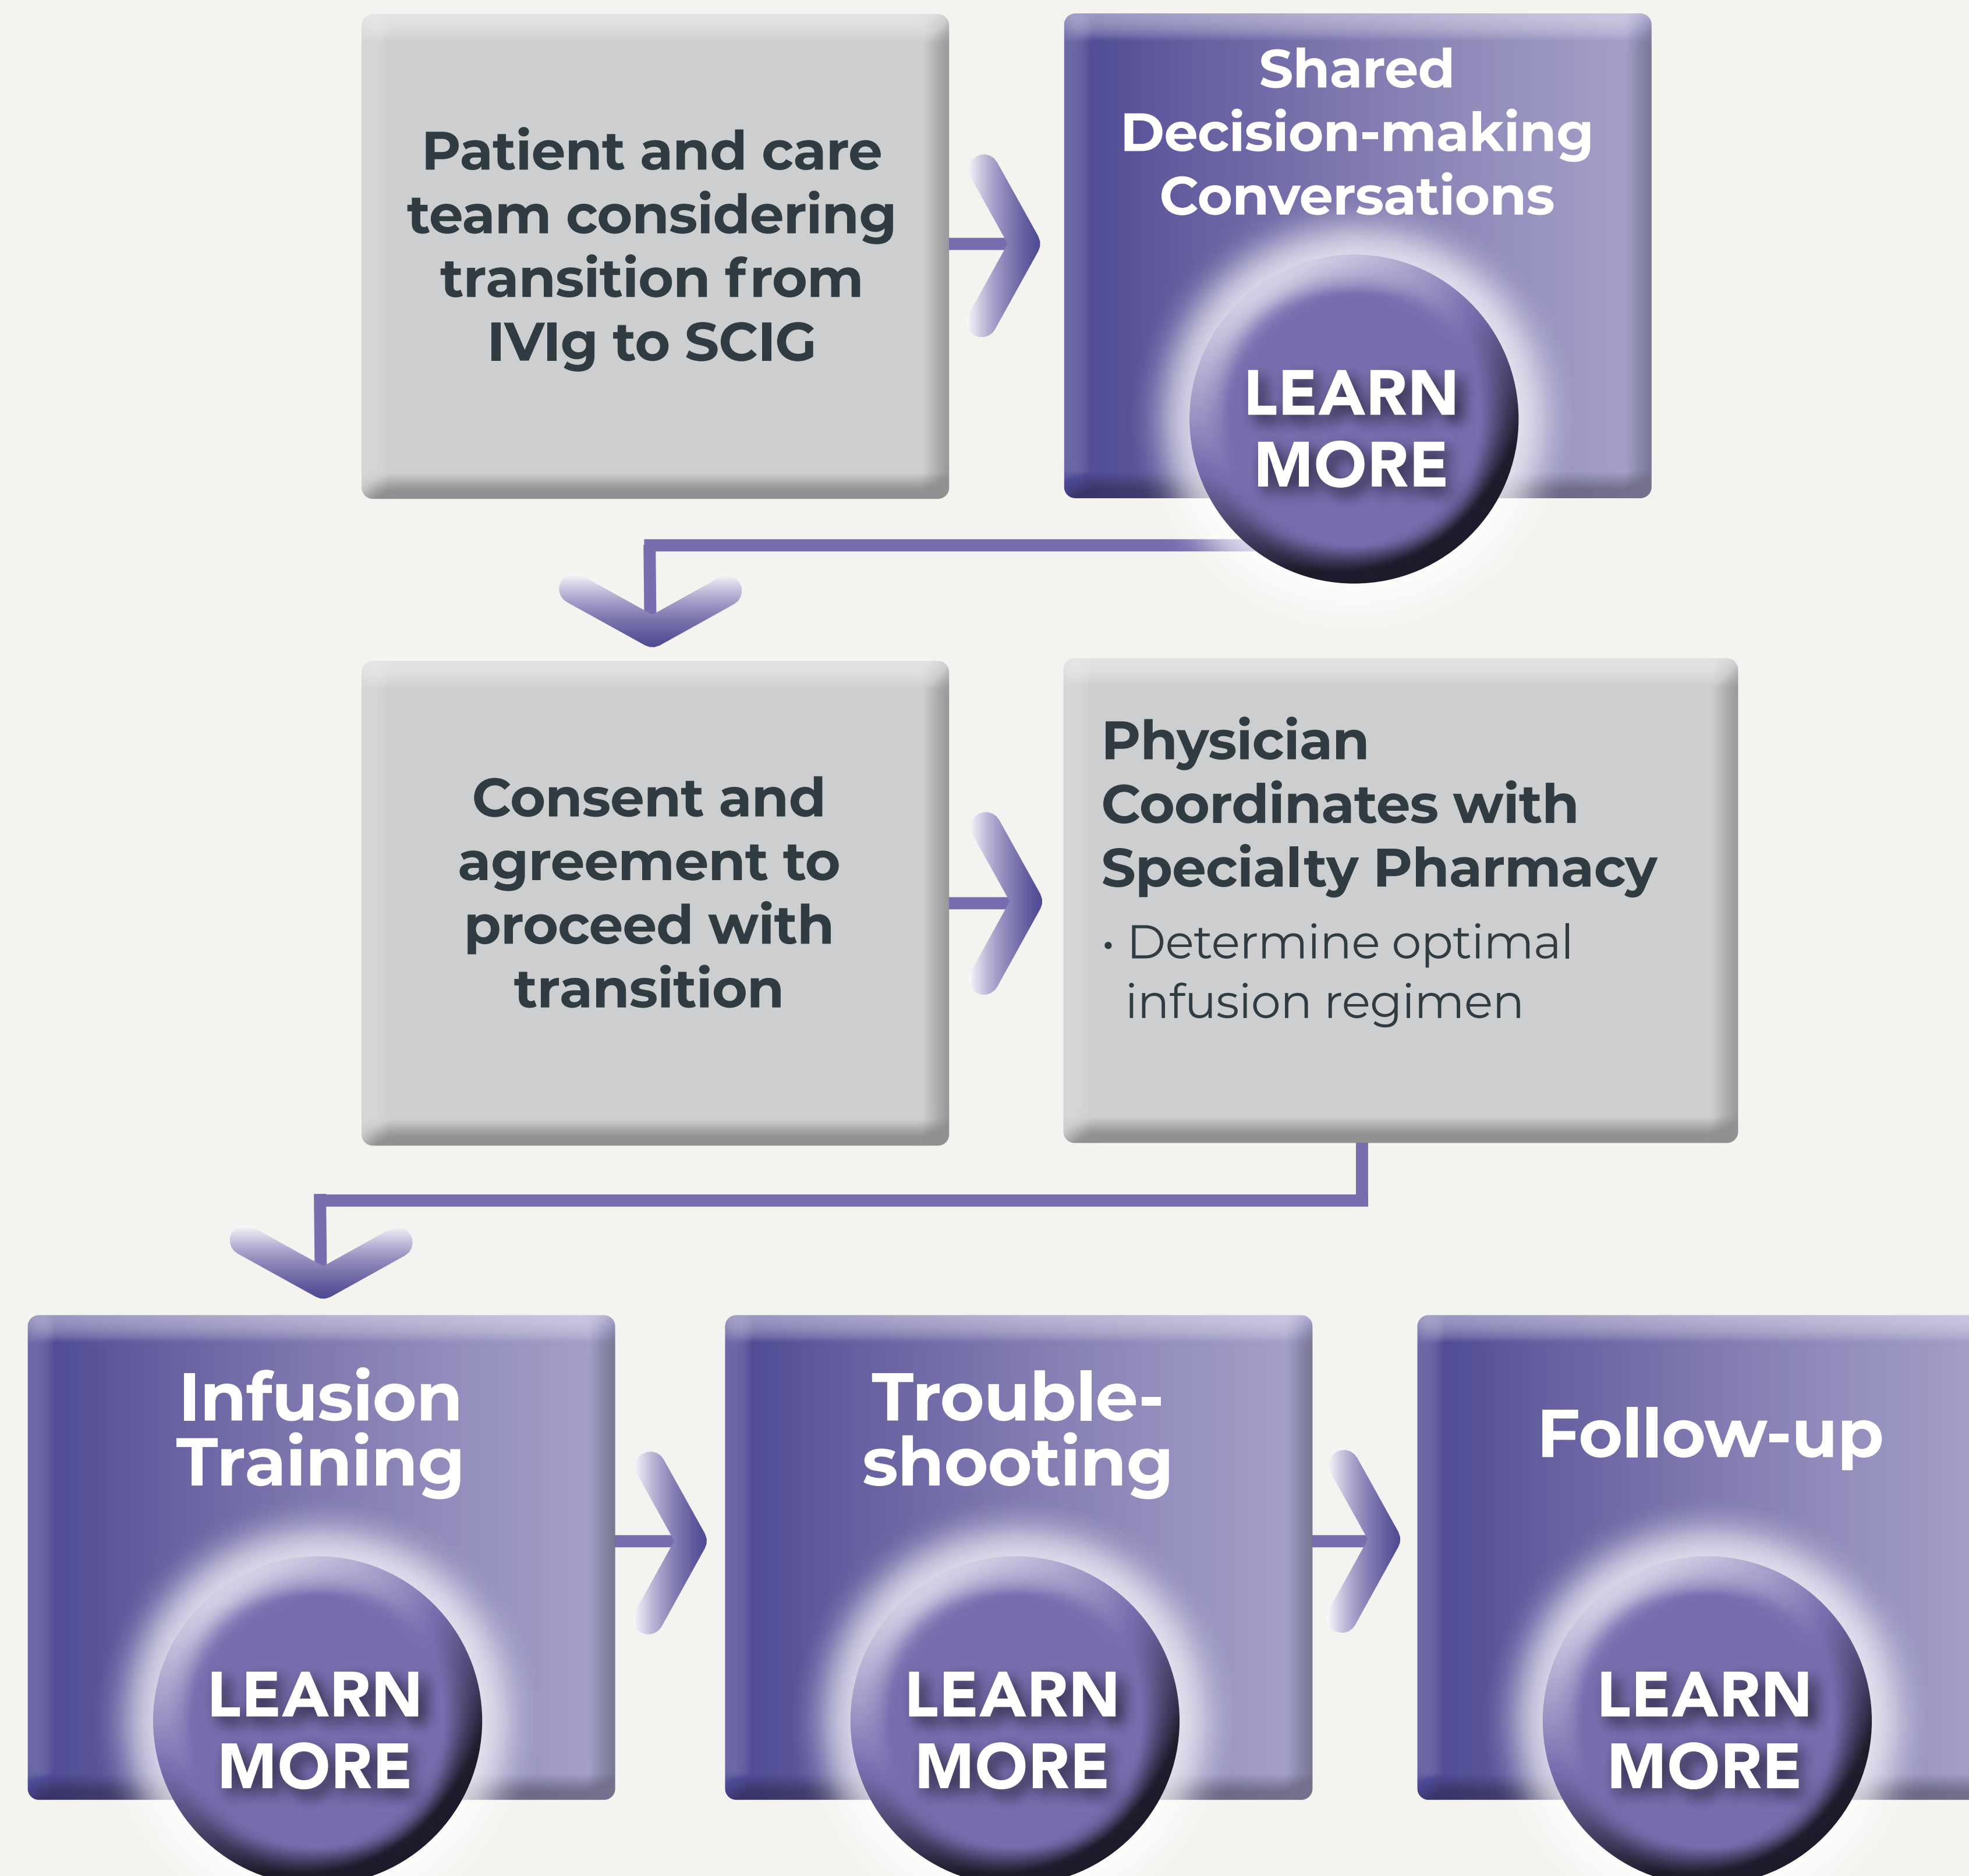 Patient and care
team considering
transition from
IVIg to SCIG
Shared
Decision-making
Conversations
LEARN
MORE
Consent and
agreement to
proceed with
transition
Physician
Coordinates with
Specialty Pharmacy
• Determine optimal
infusion regimen
Infusion
Training
LEARN
MORE
Trouble-
shooting
LEARN
MORE
Follow-up
LEARN
MORE